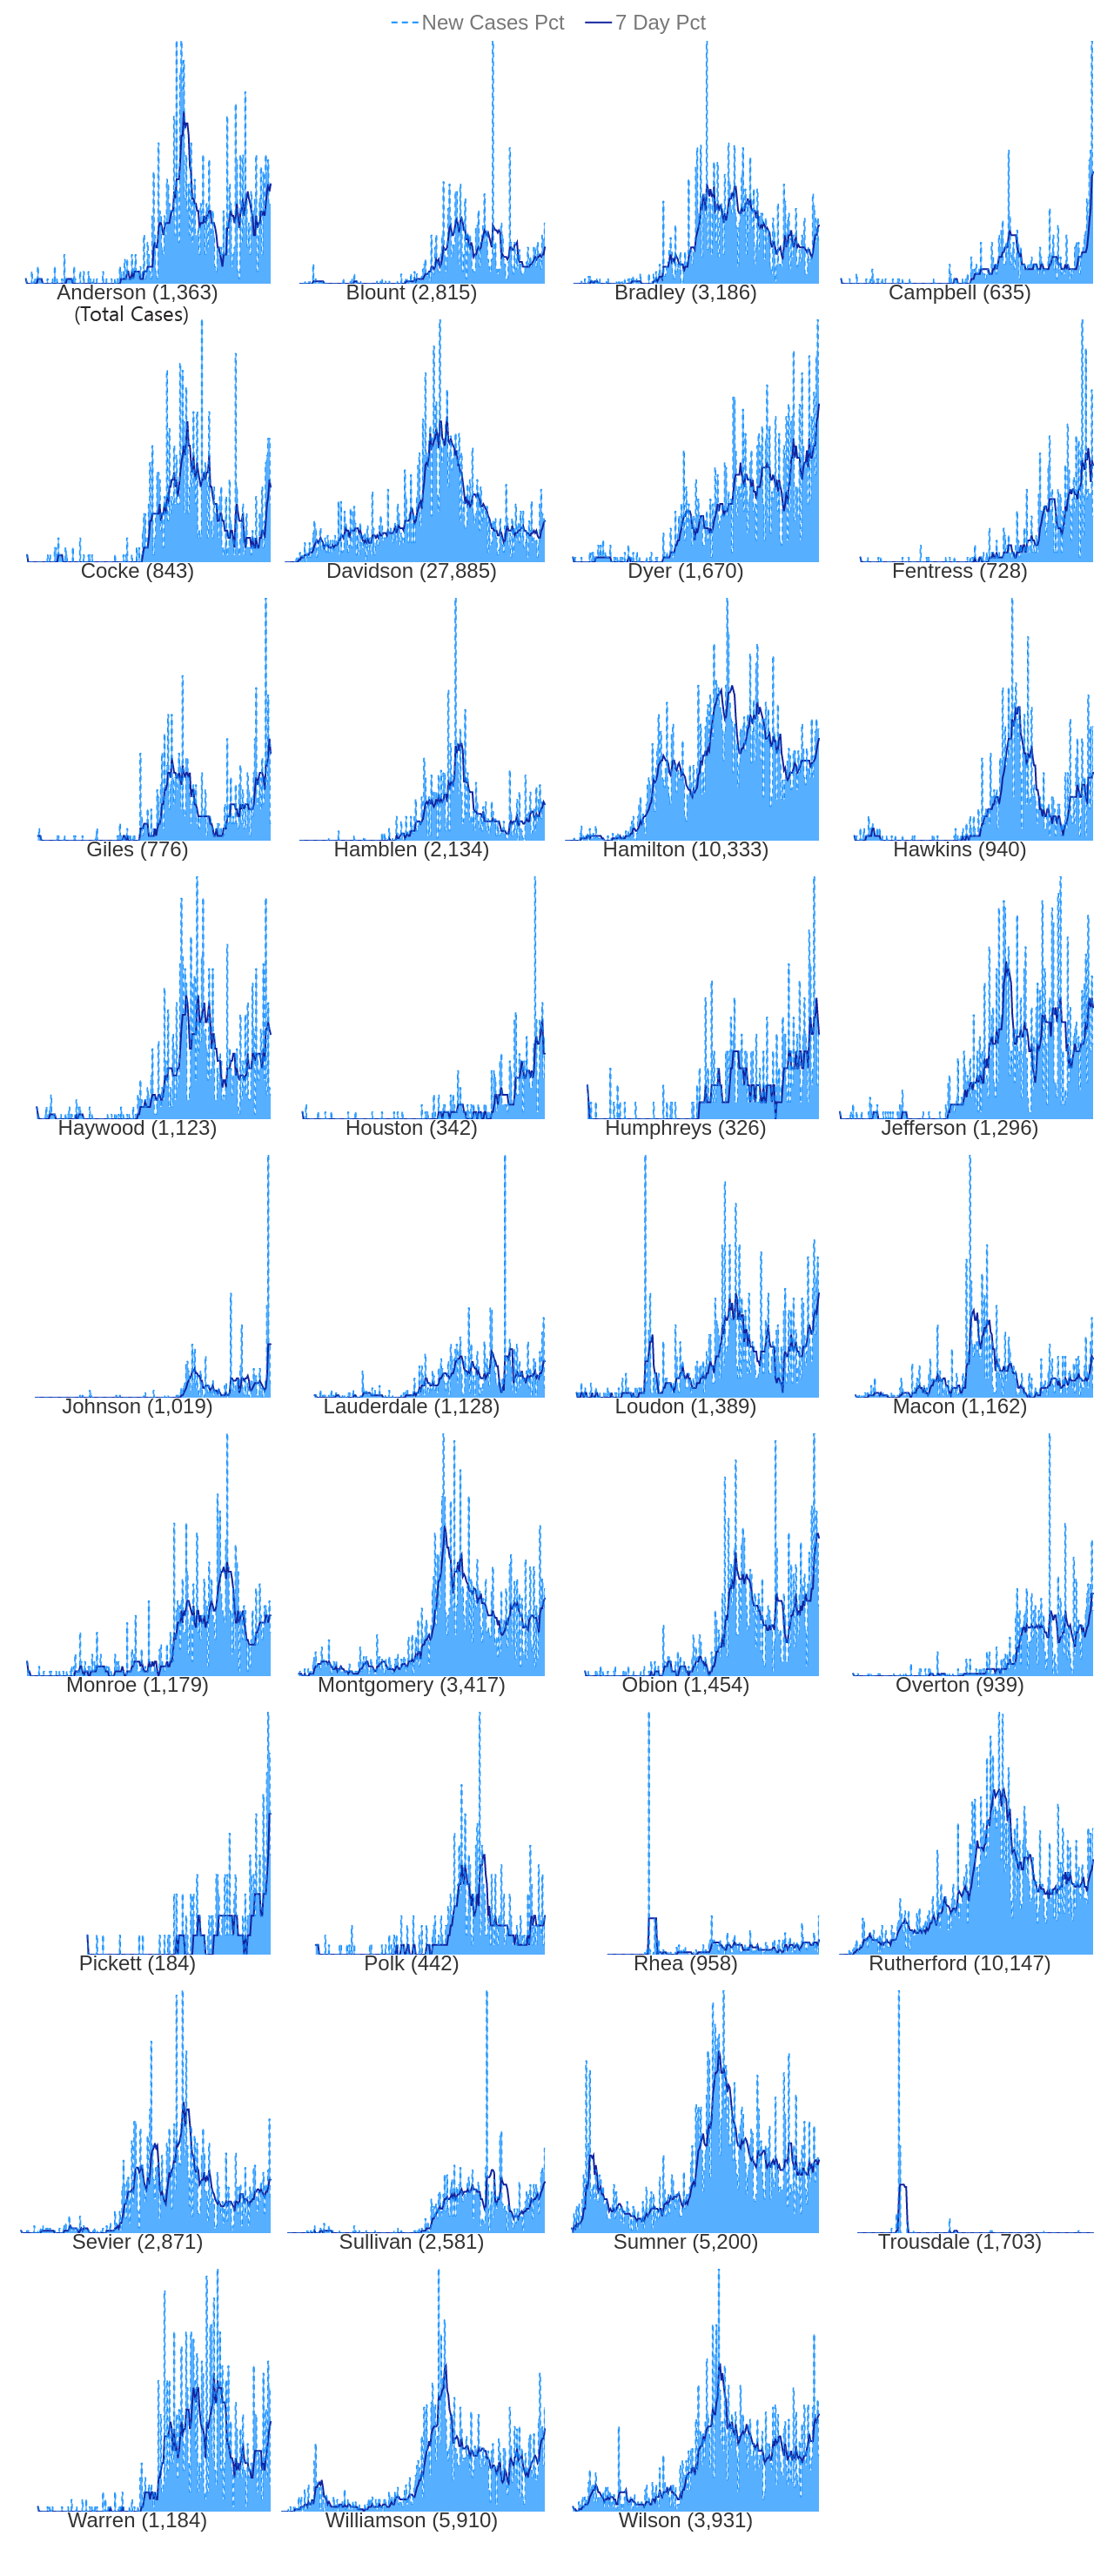 New Cases Pct 7 Day Pct
Anderson (1,363) Blount (2,815) Bradley (3,186) Campbell (635)
(Total Cases)
Cocke (843) Davidson (27,885) Dyer (1,670) Fentress (728)
Giles (776) Hamblen (2,134) Hamilton (10,333) Hawkins (940)
Haywood (1,123) Houston (342) Humphreys (326) Jefferson (1,296)
Johnson (1,019) Lauderdale (1,128) Loudon (1,389) Macon (1,162)
Monroe (1,179) Montgomery (3,417) Obion (1,454) Overton (939)
Pickett (184) Polk (442) Rhea (958) Rutherford (10,147)
Sevier (2,871) Sullivan (2,581) Sumner (5,200) Trousdale (1,703)
Warren (1,184) Williamson (5,910) Wilson (3,931)